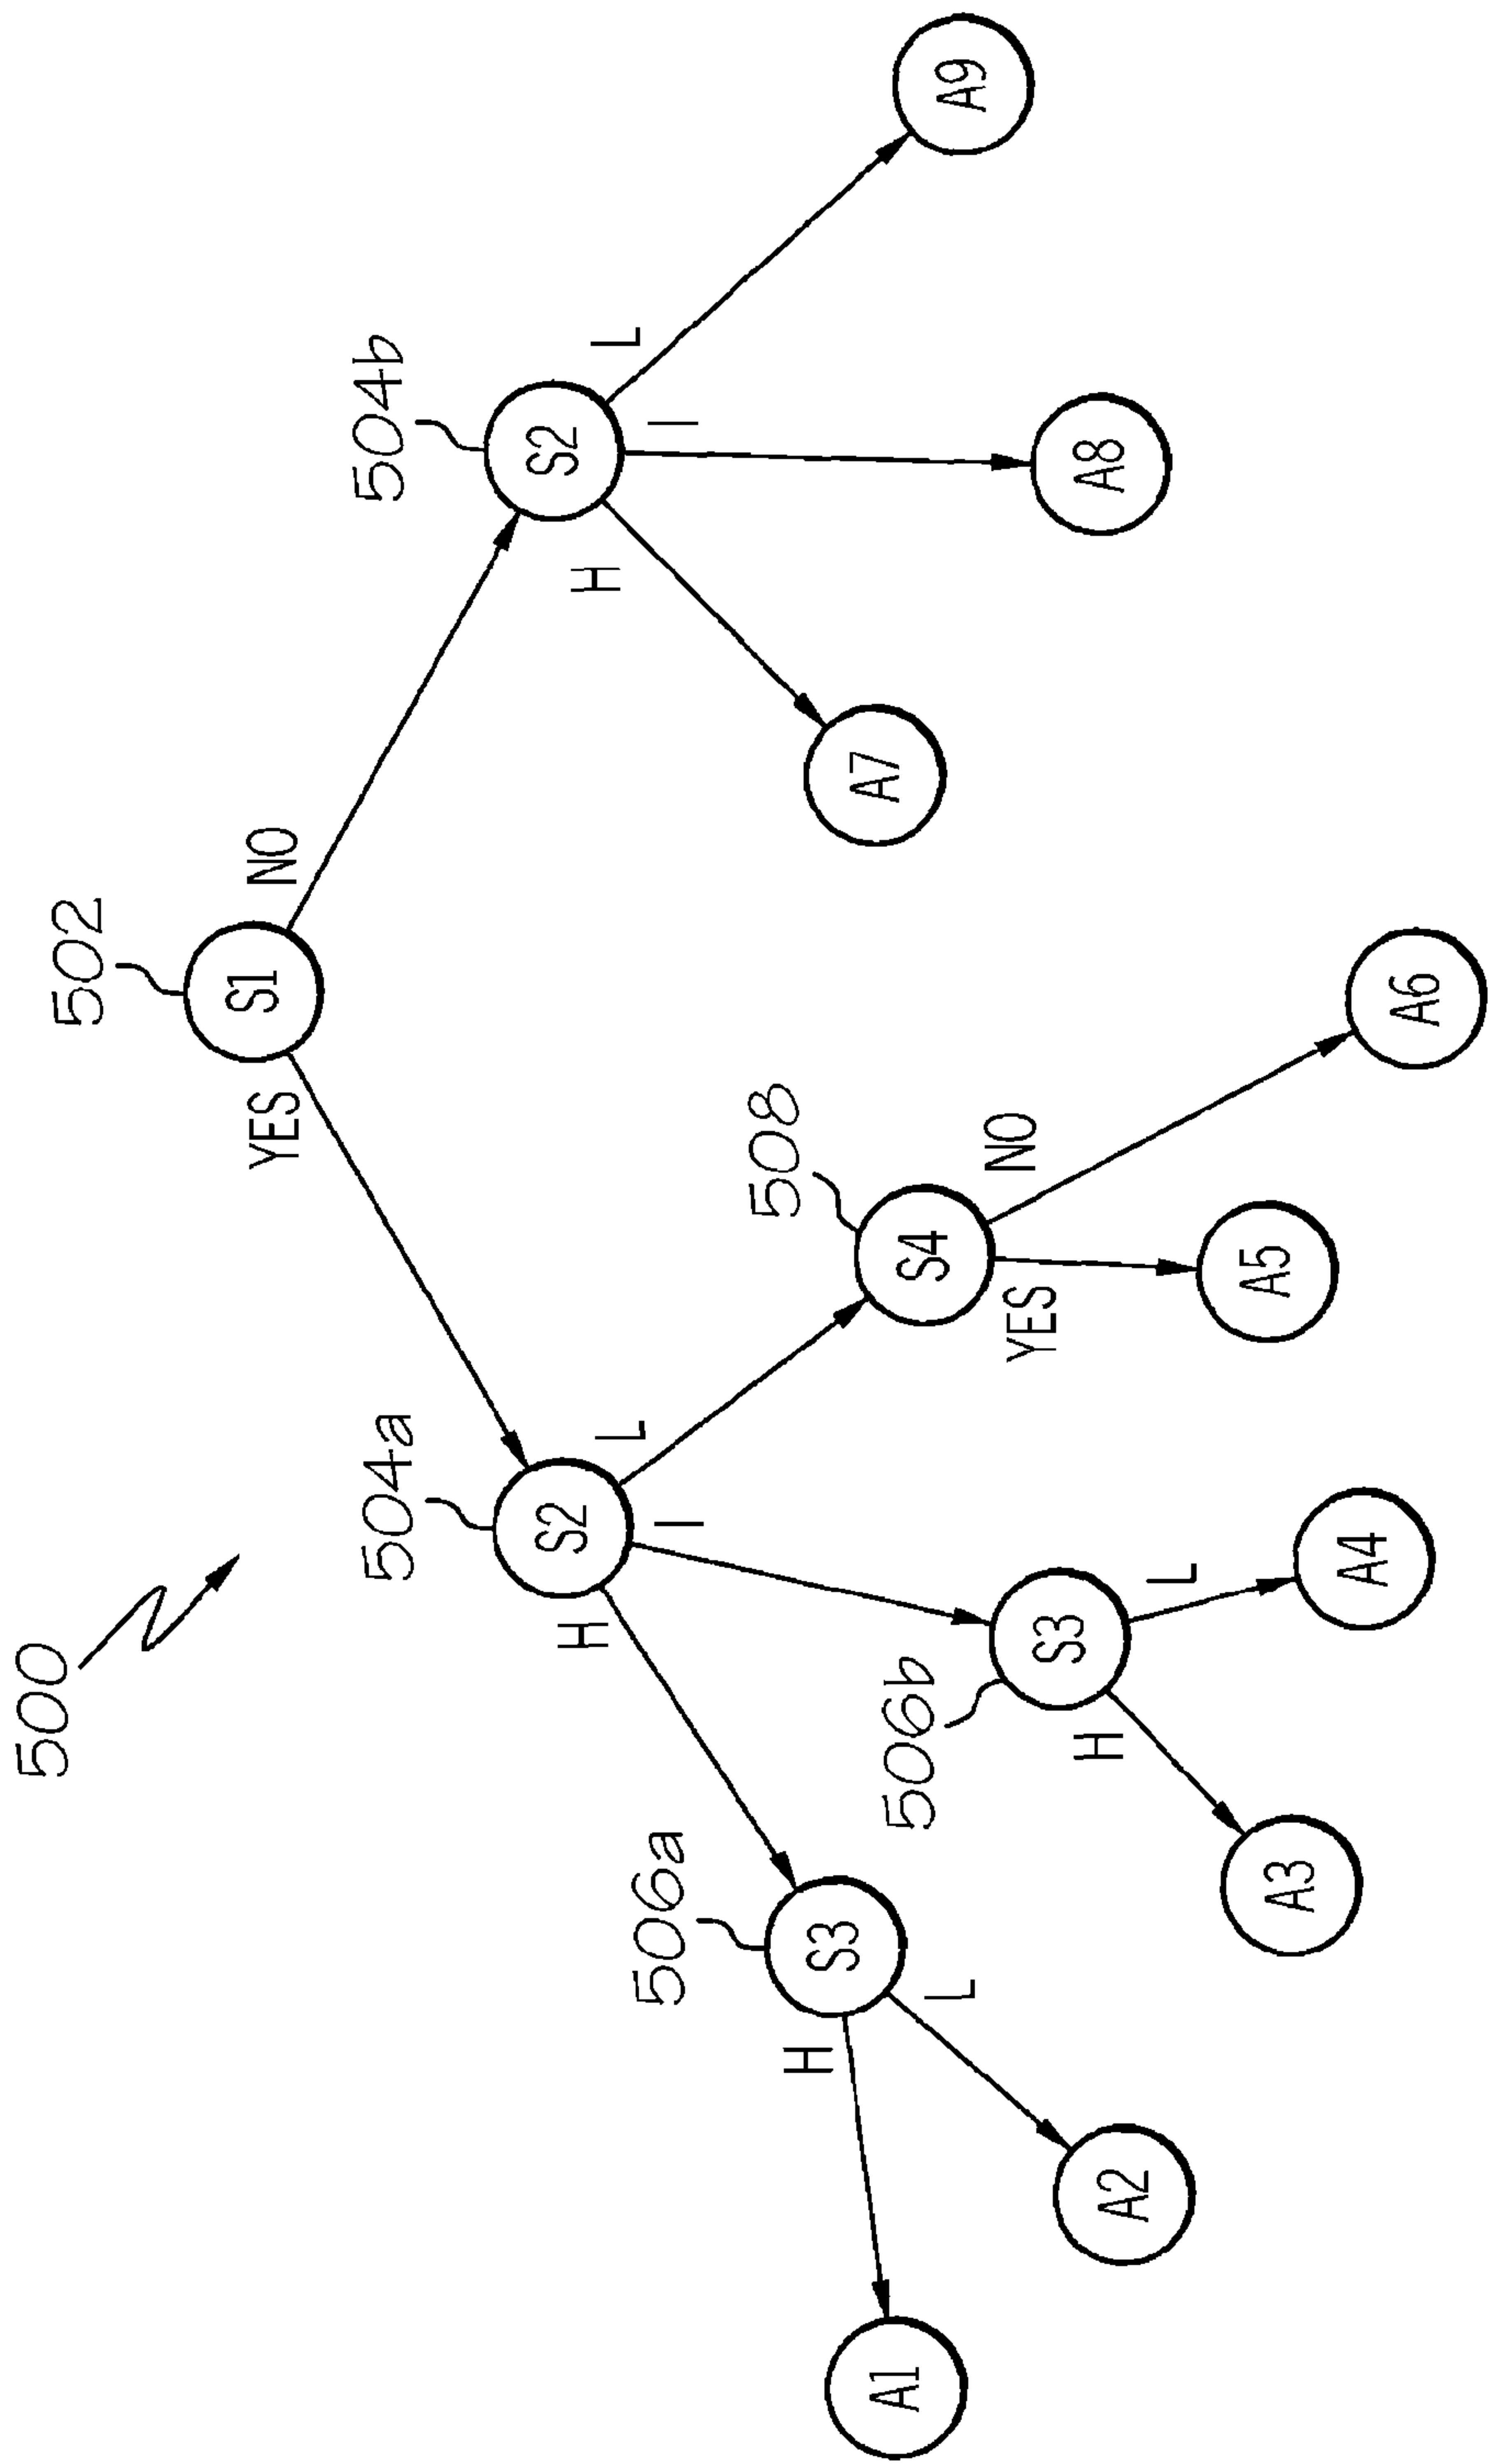 500
502
S1
YES
NO
504a
S2
H
I
L
504b
S2
H
I
L
506a
S3
H
L
506b
S3
H
L
508
S4
YES
NO
A1
A2
A3
A4
A5
A6
A7
A8
A9